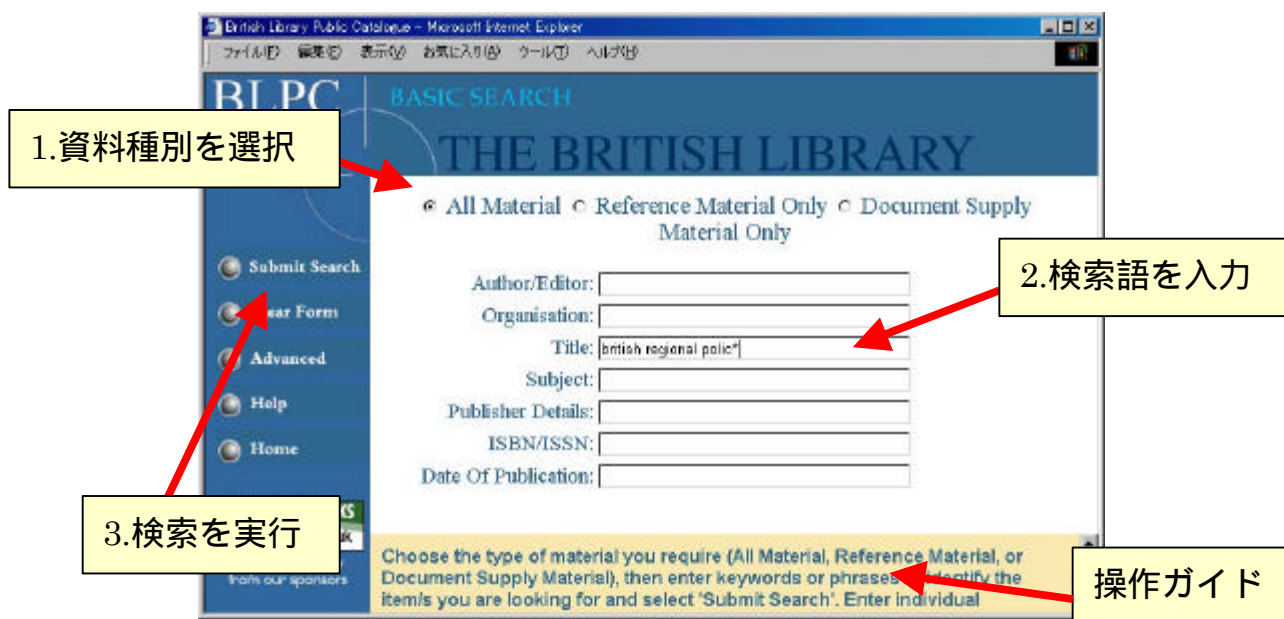 British Library Public Catalogue - Microsoft Internet Explorer
ファイル(F) 編集(E) 表示(V) お気に入り(A) ツール(T) ヘルプ(H)
BLPC
BASIC SEARCH
THE BRITISH LIBRARY
1.資料種別を選択
All Material Reference Material Only Document Supply
Material Only
2.検索語を入力
Submit Search
Author/Editor:
Organisation:
Title: british regional polic*
Subject:
Publisher Details:
ISBN/ISSN:
Date Of Publication:
Form
Advanced
Help
Home
3.検索を実行
from our sponsors
Choose the type of material you require (All Material, Reference Material, or
Document Supply Material), then enter keywords or phrases identify the
item/s you are looking for and select 'Submit Search'. Enter individual
操作ガイド